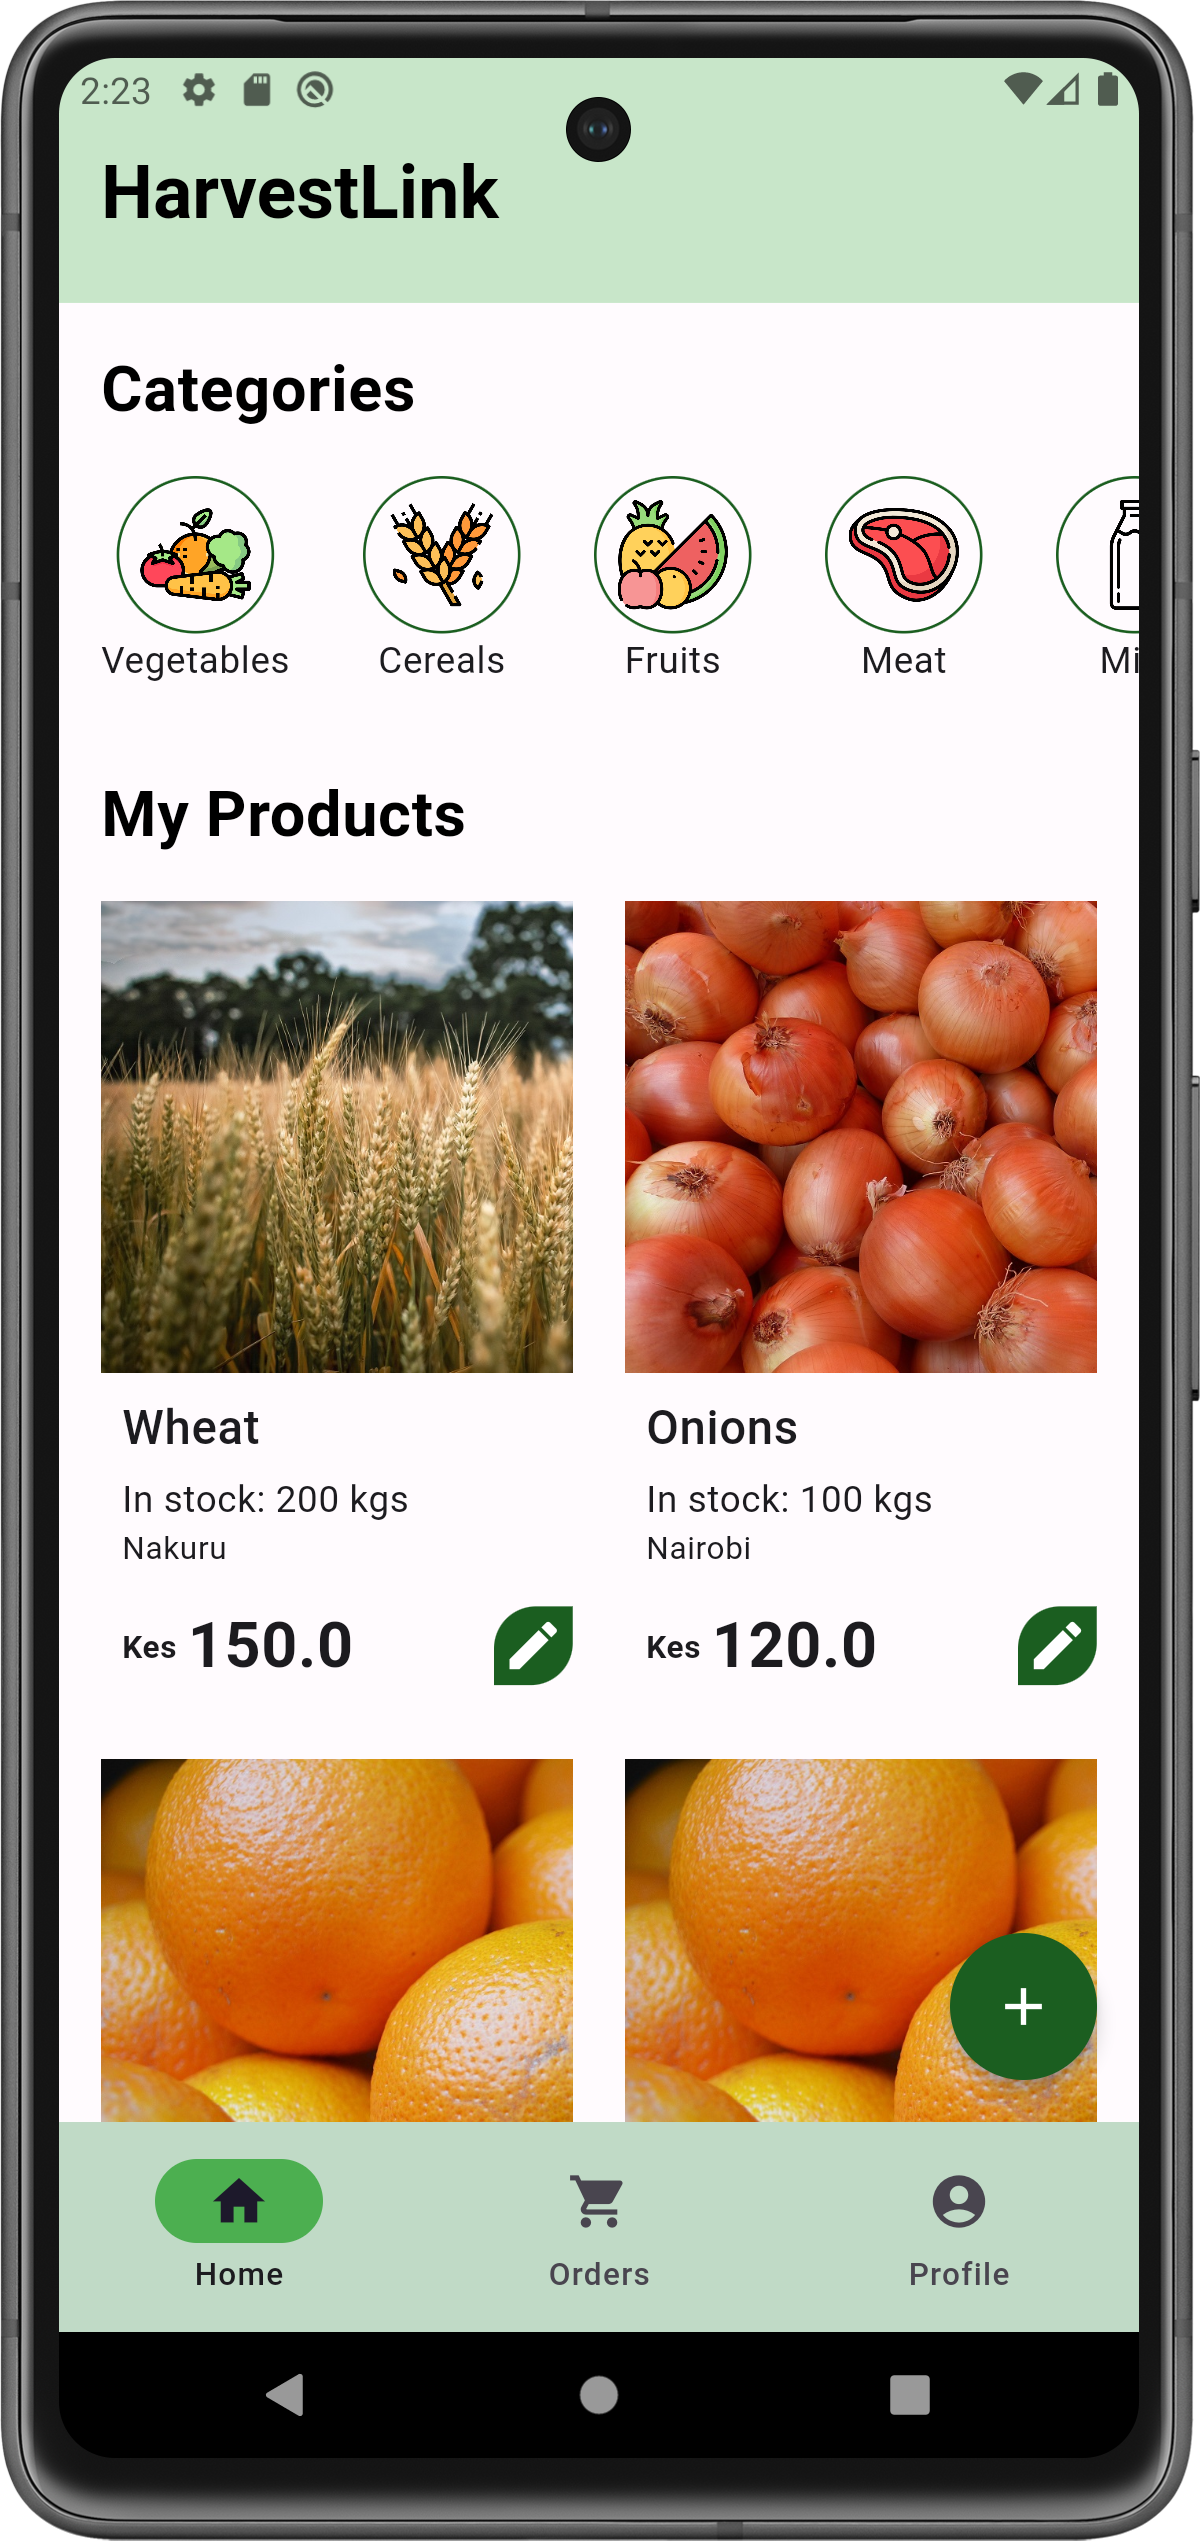 2:23
HarvestLink
Categories
Vegetables Cereals Fruits Meat Mi
My Products
Wheat
In stock: 200 kgs
Nakuru
Kes 150.0
Onions
In stock: 100 kgs
Nairobi
Kes 120.0
Home Orders Profile